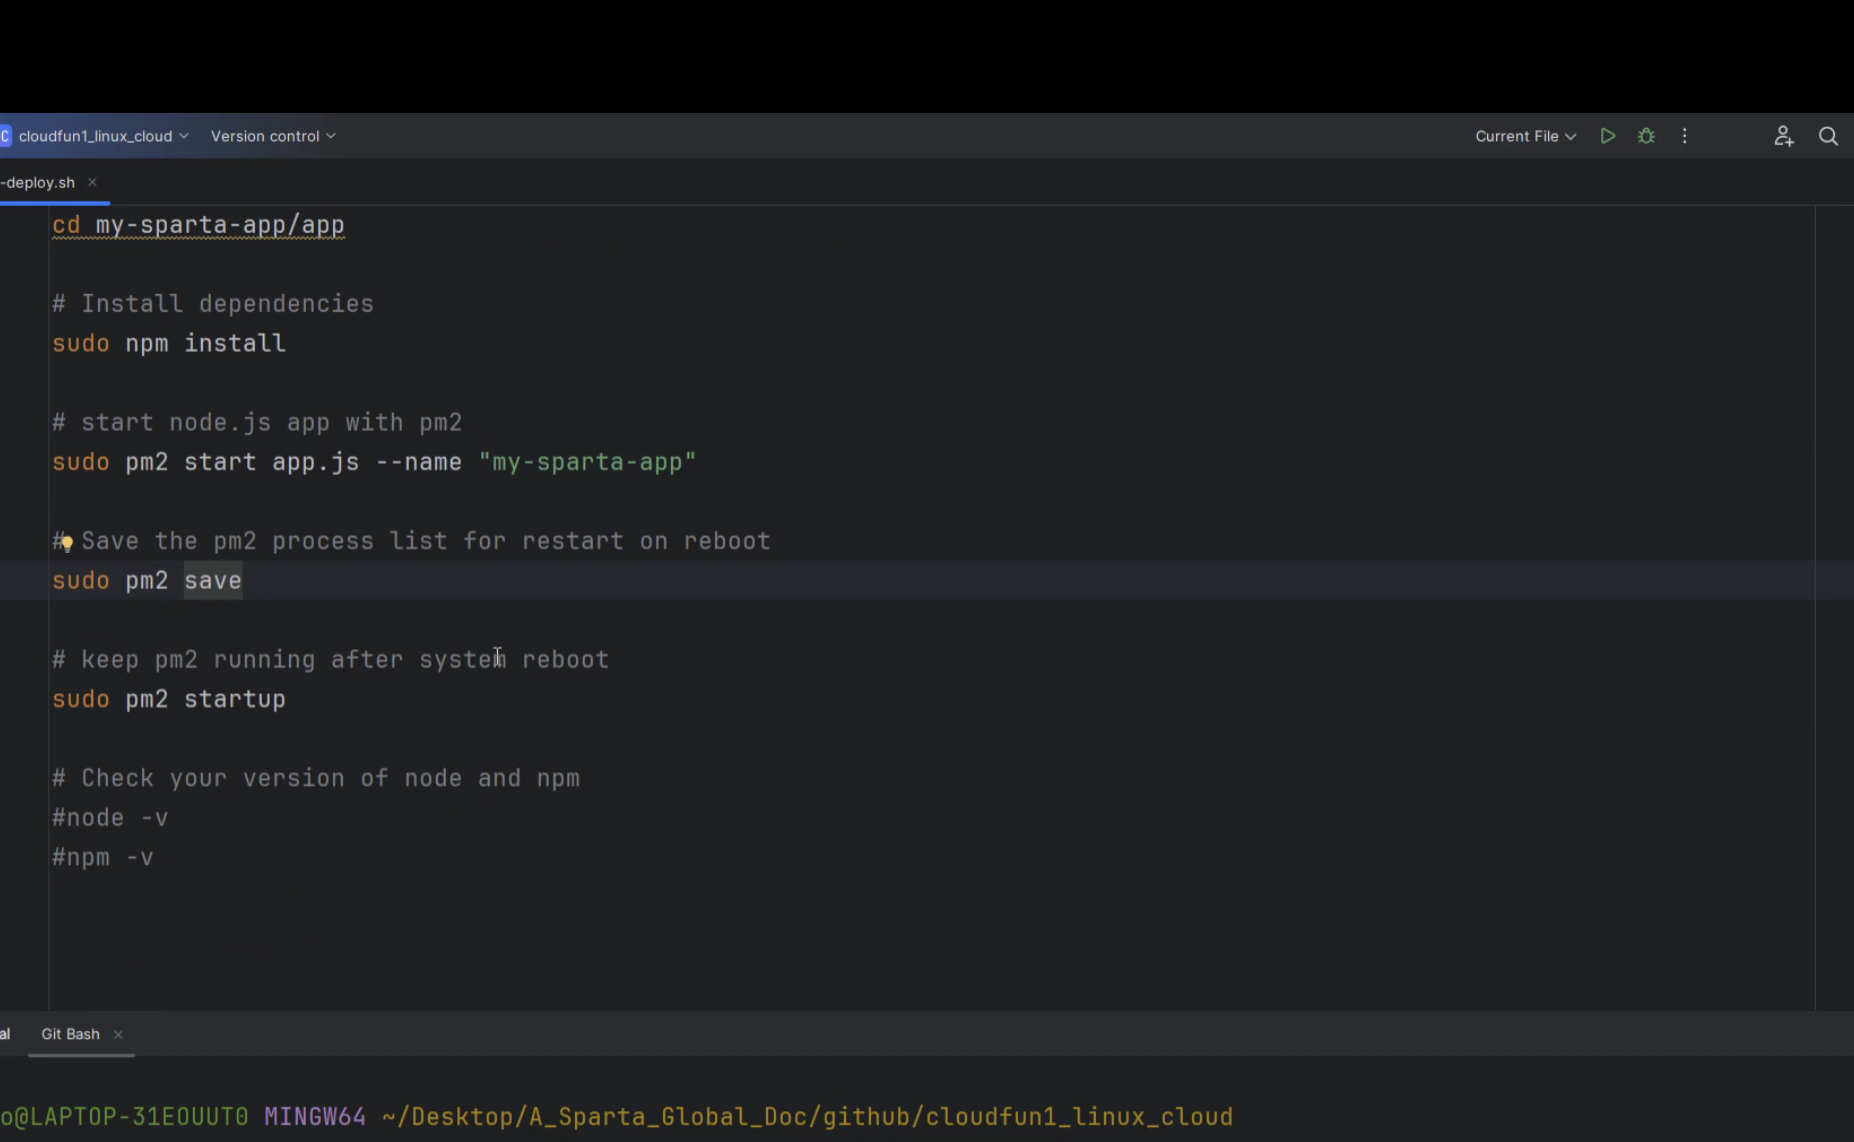 C cloudfun1_linux_cloud Version control Current File
-deploy.sh
cd my-sparta-app/app
# Install dependencies
sudo npm install
# start node.js app with pm2
sudo pm2 start app.js --name "my-sparta-app"
# Save the pm2 process list for restart on reboot
sudo pm2 save
# keep pm2 running after system reboot
sudo pm2 startup
# Check your version of node and npm
#node -v
#npm -v
al Git Bash
o@LAPTOP-31EOUUT0 MINGW64 ~/Desktop/A_Sparta_Global_Doc/github/cloudfun1_linux_cloud